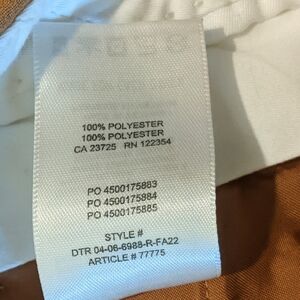 100% POLYESTER
100% POLYESTER
CA 23725 RN 122354
PO 4500175883
PO 4500175884
PO 4500175885
STYLE #
DTR 04-06-6988-R-FA22
ARTICLE # 77775